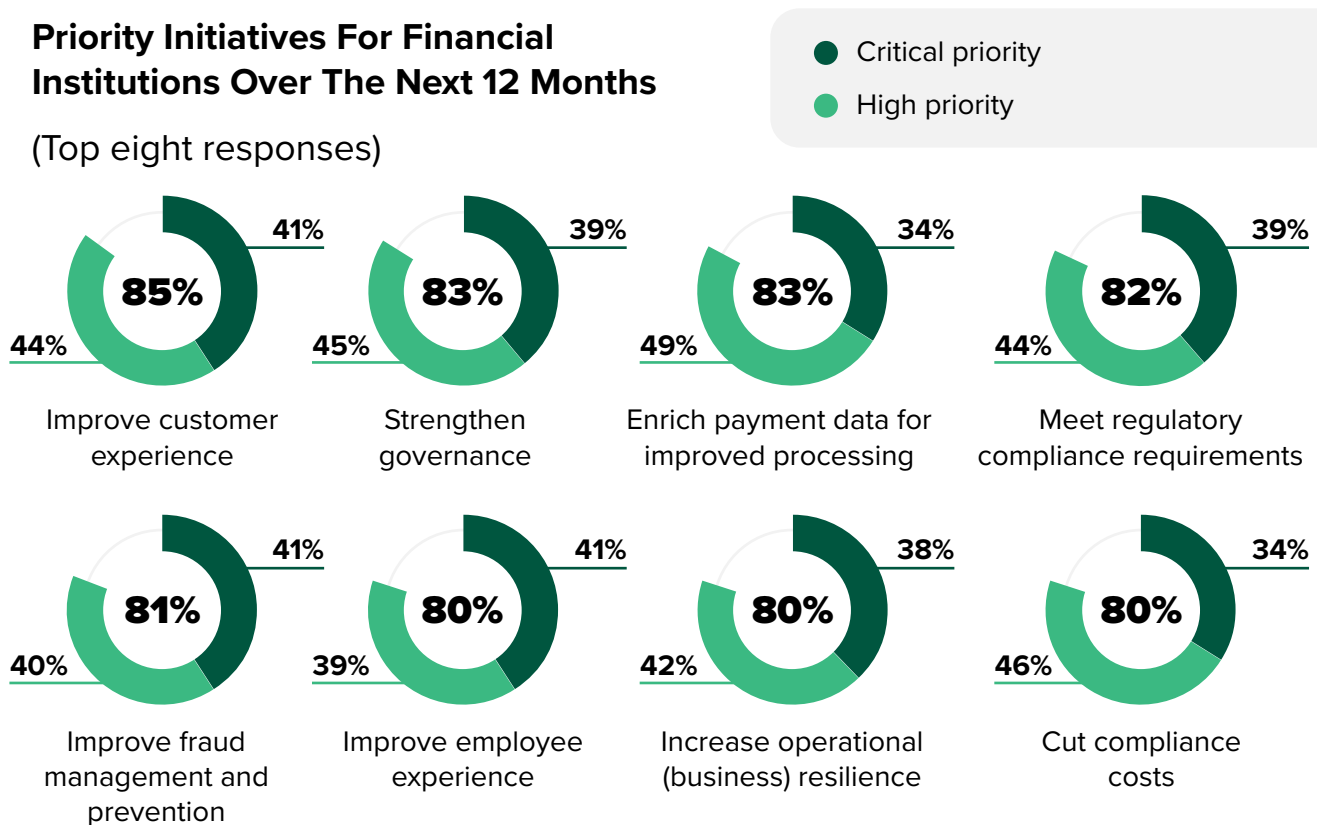 Priority Initiatives For Financial
Institutions Over The Next 12 Months
(Top eight responses)
Critical priority
High priority
41%
85%
44%
Improve customer
experience
39%
83%
45%
Strengthen
governance
34%
83%
49%
Enrich payment data for
improved processing
39%
82%
44%
Meet regulatory
compliance requirements
41%
81%
40%
Improve fraud
management and
prevention
41%
80%
39%
Improve employee
experience
38%
80%
42%
Increase operational
(business) resilience
34%
80%
46%
Cut compliance
costs